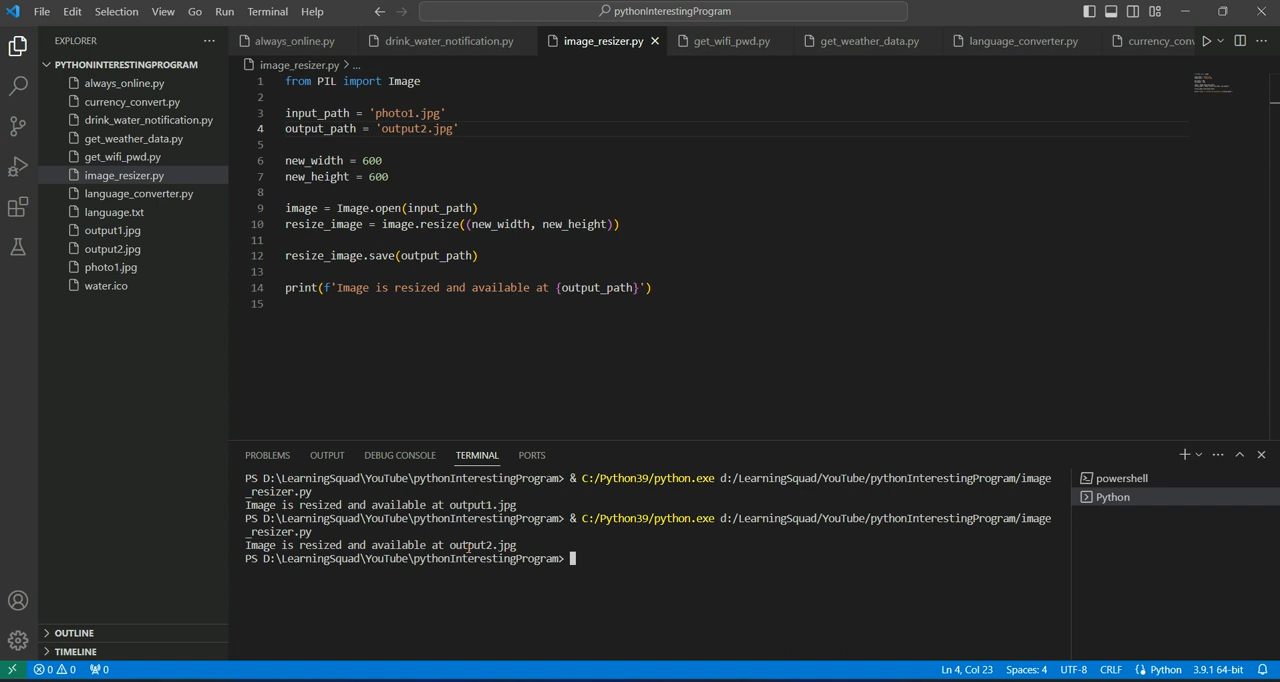 File Edit Selection View Go Run Terminal Help
pythonInterestingProgram
EXPLORER
PYTHONINTERESTINGPROGRAM
always_online.py
currency_convert.py
drink_water_notification.py
get_weather_data.py
get_wifi_pwd.py
image_resizer.py
language_converter.py
language.txt
output1.jpg
output2.jpg
photo1.jpg
water.ico
OUTLINE
TIMELINE
always_online.py drink_water_notification.py image_resizer.py get_wifi_pwd.py get_weather_data.py language_converter.py currency_con
image_resizer.py > ...
1 from PIL import Image
2
3 input_path = 'photo1.jpg'
4 output_path = 'output2.jpg'
5
6 new_width = 600
7 new_height = 600
8
9 image = Image.open(input_path)
10 resize_image = image.resize((new_width, new_height))
11
12 resize_image.save(output_path)
13
14 print(f'Image is resized and available at {output_path}')
15
PROBLEMS OUTPUT DEBUG CONSOLE TERMINAL PORTS
PS D:\LearningSquad\YouTube\pythonInterestingProgram> & C:/Python39/python.exe d:/LearningSquad/YouTube/pythonInterestingProgram/image
_resizer.py
Image is resized and available at output1.jpg
PS D:\LearningSquad\YouTube\pythonInterestingProgram> & C:/Python39/python.exe d:/LearningSquad/YouTube/pythonInterestingProgram/image
_resizer.py
Image is resized and available at output2.jpg
PS D:\LearningSquad\YouTube\pythonInterestingProgram>
powershell
Python
0 0 0 Ln 4, Col 23 Spaces: 4 UTF-8 CRLF Python 3.9.1 64-bit